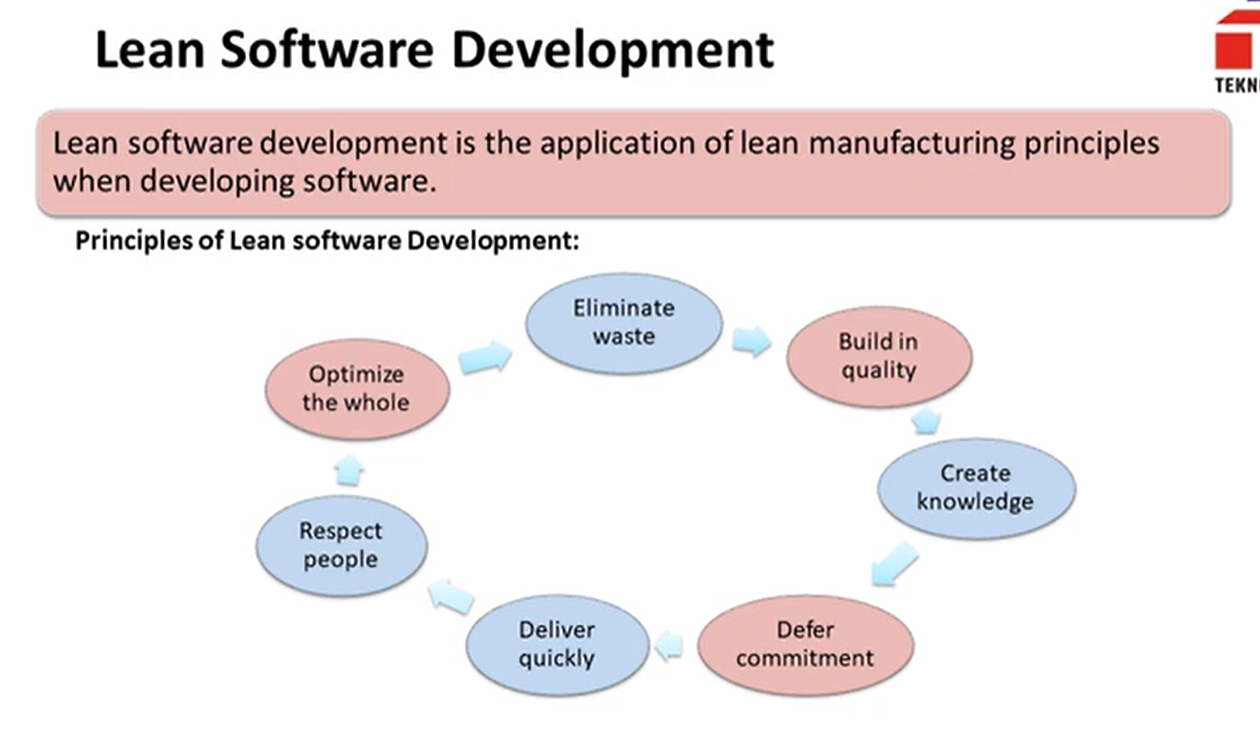 Lean Software Development
Lean software development is the application of lean manufacturing principles
when developing software.
Principles of Lean software Development:
Eliminate
waste
Build in
quality
Create
knowledge
Defer
commitment
Deliver
quickly
Respect
people
Optimize
the whole